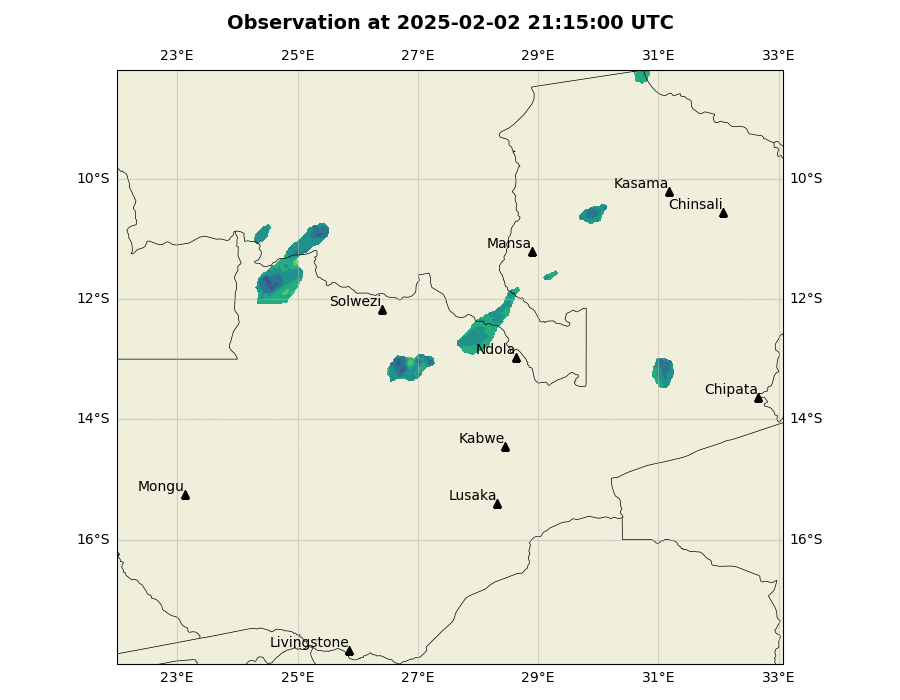 Observation at 2025-02-02 21:15:00 UTC
23°E 25°E 27°E 29°E 31°E 33°E
10°S 10°S
Kasama
Chinsali
Mansa
12°S 12°S
Solwezi
Ndola
Chipata
14°S 14°S
Kabwe
Mongu
Lusaka
16°S 16°S
Livingstone
23°E 25°E 27°E 29°E 31°E 33°E